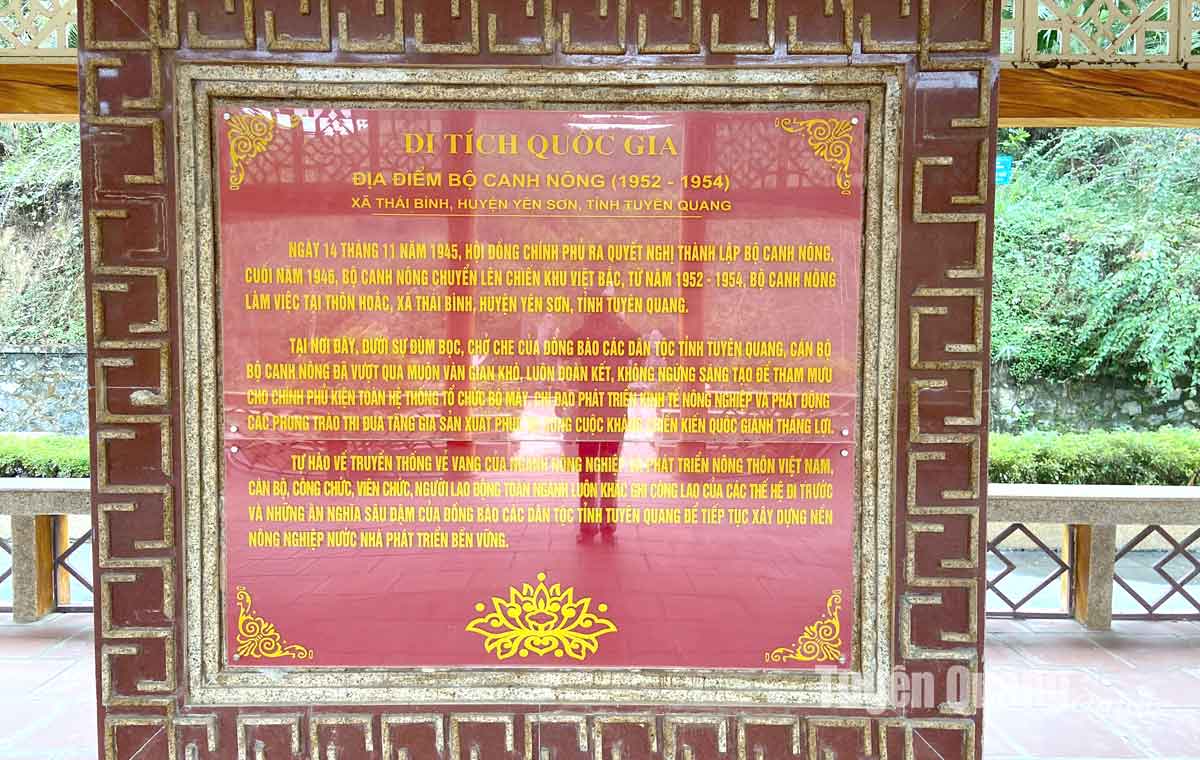 DI TÍCH QUỐC GIA
ĐỊA ĐIỂM BỘ CANH NÔNG (1952 - 1954)
XÃ THÁI BÌNH, HUYỆN YÊN SƠN, TỈNH TUYÊN QUANG
NGÀY 14 THÁNG 11 NĂM 1945, HỘI ĐỒNG CHÍNH PHỦ RA QUYẾT NGHỊ THÀNH LẬP BỘ CANH NÔNG,
CUỐI NĂM 1946, BỘ CANH NÔNG CHUYỂN LÊN CHIẾN KHU VIỆT BẮC, TỪ NĂM 1952 - 1954, BỘ CANH NÔNG
LÀM VIỆC TẠI THÔN HOẮC, XÃ THÁI BÌNH, HUYỆN YÊN SƠN, TỈNH TUYÊN QUANG.
TẠI NƠI ĐÂY, DƯỚI SỰ ĐÙM BỌC, CHỞ CHE CỦA ĐỒNG BÀO CÁC DÂN TỘC TỈNH TUYÊN QUANG, CÁN BỘ
BỘ CANH NÔNG ĐÃ VƯỢT QUA MUÔN VÀN GIAN KHỔ, LUÔN ĐOÀN KẾT, KHÔNG NGỪNG SÁNG TẠO ĐỂ THAM MƯU
CHO CHÍNH PHỦ KIỆN TOÀN HỆ THỐNG TỔ CHỨC BỘ MÁY, CHỈ ĐẠO PHÁT TRIỂN KINH TẾ NÔNG NGHIỆP VÀ PHÁT ĐỘNG
CÁC PHONG TRÀO THI ĐUA TĂNG GIA SẢN XUẤT PHỤC VỤ CUỘC KHÁNG CHIẾN KIẾN QUỐC GIÀNH THẮNG LỢI.
TỰ HÀO VỀ TRUYỀN THỐNG VẺ VANG CỦA NGÀNH NÔNG NGHIỆP VÀ PHÁT TRIỂN NÔNG THÔN VIỆT NAM,
CÁN BỘ, CÔNG CHỨC, VIÊN CHỨC, NGƯỜI LAO ĐỘNG TOÀN NGÀNH LUÔN KHẮC GHI CÔNG LAO CỦA CÁC THẾ HỆ ĐI TRƯỚC
VÀ NHỮNG ÂN NGHĨA SÂU ĐẬM CỦA ĐỒNG BÀO CÁC DÂN TỘC TỈNH TUYÊN QUANG ĐỂ TIẾP TỤC XÂY DỰNG NỀN
NÔNG NGHIỆP NƯỚC NHÀ PHÁT TRIỂN BỀN VỮNG.
Tuyên Quang